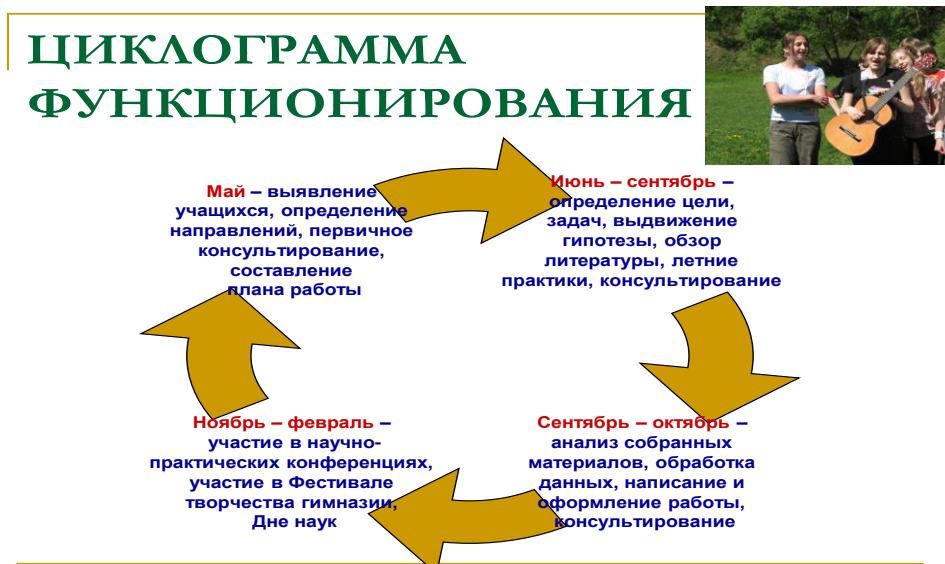 ЦИКЛОГРАММА
ФУНКЦИОНИРОВАНИЯ
Май – выявление
учащихся, определение
направлений, первичное
консультирование,
составление
плана работы
Июнь – сентябрь –
определение цели,
задач, выдвижение
гипотезы, обзор
литературы, летние
практики, консультирование
Сентябрь – октябрь –
анализ собранных
материалов, обработка
данных, написание и
оформление работы,
консультирование
Ноябрь – февраль –
участие в научно-
практических конференциях,
участие в Фестивале
творчества гимназии,
Дне наук